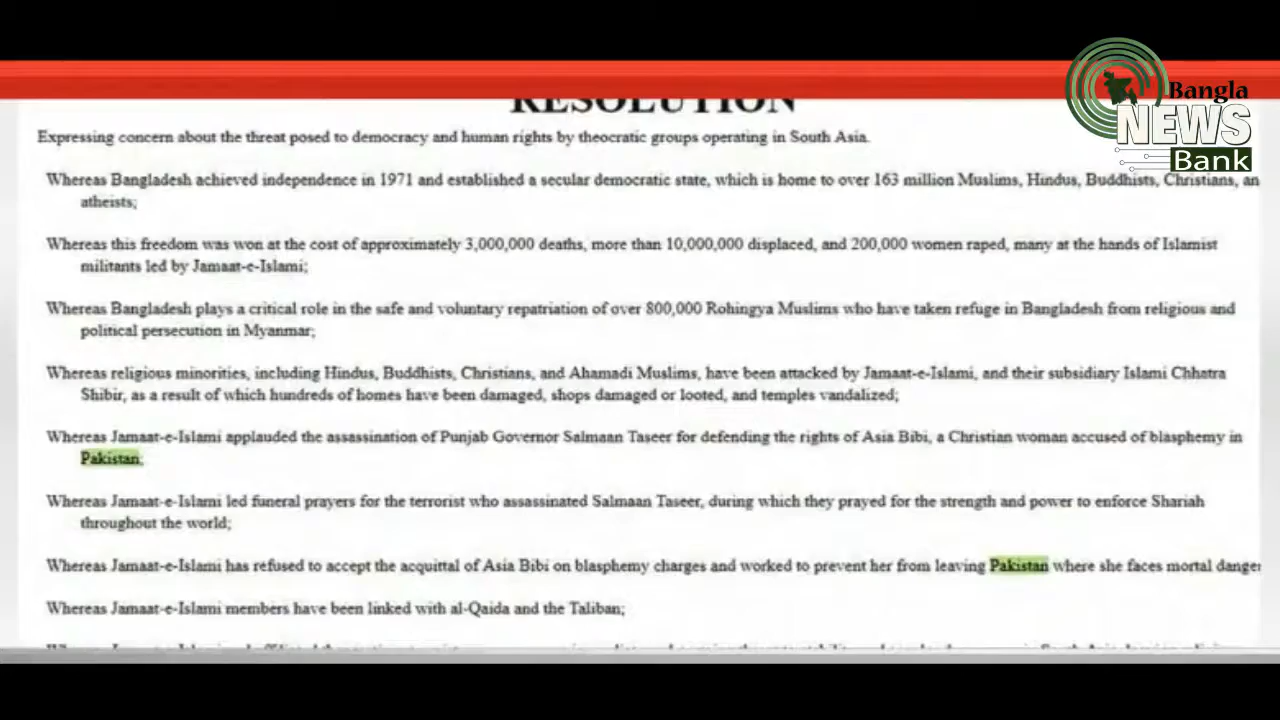 Bangla
NEWS
Bank
RESOLUTION
Expressing concern about the threat posed to democracy and human rights by theocratic groups operating in South Asia.
Whereas Bangladesh achieved independence in 1971 and established a secular democratic state, which is home to over 163 million Muslims, Hindus, Buddhists, Christians, an
atheists;
Whereas this freedom was won at the cost of approximately 3,000,000 deaths, more than 10,000,000 displaced, and 200,000 women raped, many at the hands of Islamist
militants led by Jamaat-e-Islami;
Whereas Bangladesh plays a critical role in the safe and voluntary repatriation of over 800,000 Rohingya Muslims who have taken refuge in Bangladesh from religious and
political persecution in Myanmar;
Whereas religious minorities, including Hindus, Buddhists, Christians, and Ahamadi Muslims, have been attacked by Jamaat-e-Islami, and their subsidiary Islami Chhatra
Shibir, as a result of which hundreds of homes have been damaged, shops damaged or looted, and temples vandalized;
Whereas Jamaat-e-Islami applauded the assassination of Punjab Governor Salmaan Taseer for defending the rights of Asia Bibi, a Christian woman accused of blasphemy in
Pakistan;
Whereas Jamaat-e-Islami led funeral prayers for the terrorist who assassinated Salmaan Taseer, during which they prayed for the strength and power to enforce Shariah
throughout the world;
Whereas Jamaat-e-Islami has refused to accept the acquittal of Asia Bibi on blasphemy charges and worked to prevent her from leaving Pakistan where she faces mortal danger
Whereas Jamaat-e-Islami members have been linked with al-Qaida and the Taliban;